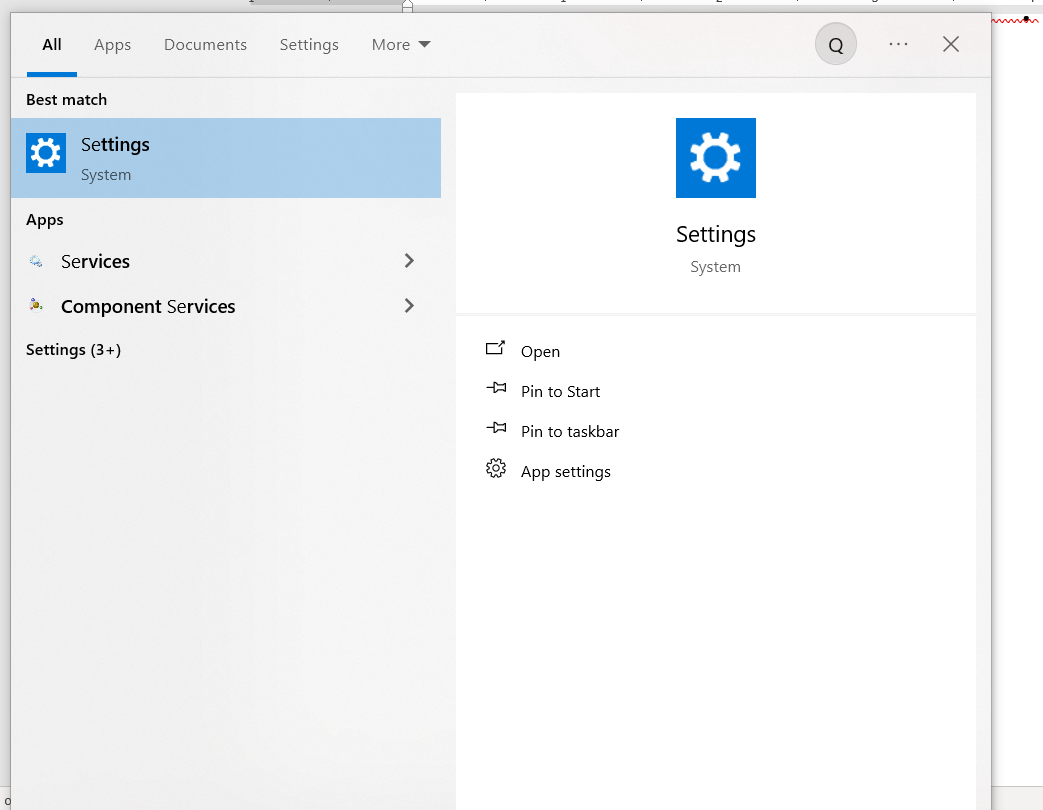 All Apps Documents Settings More Q
Best match
Settings
System
Apps
Services
Component Services
Settings (3+)
Settings
System
Open
Pin to Start
Pin to taskbar
App settings